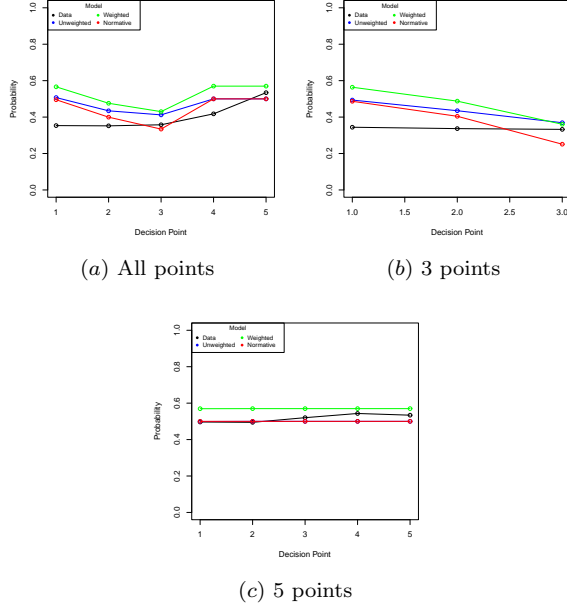 Model
Data
Weighted
Unweighted
Normative
Probability
0.0 0.2 0.4 0.6 0.8 1.0
1 2 3 4 5
Decision Point
(a) All points
Model
Data
Weighted
Unweighted
Normative
Probability
0.0 0.2 0.4 0.6 0.8 1.0
1.0 1.5 2.0 2.5 3.0
Decision Point
(b) 3 points
Model
Data
Weighted
Unweighted
Normative
Probability
0.0 0.2 0.4 0.6 0.8 1.0
1 2 3 4 5
Decision Point
(c) 5 points